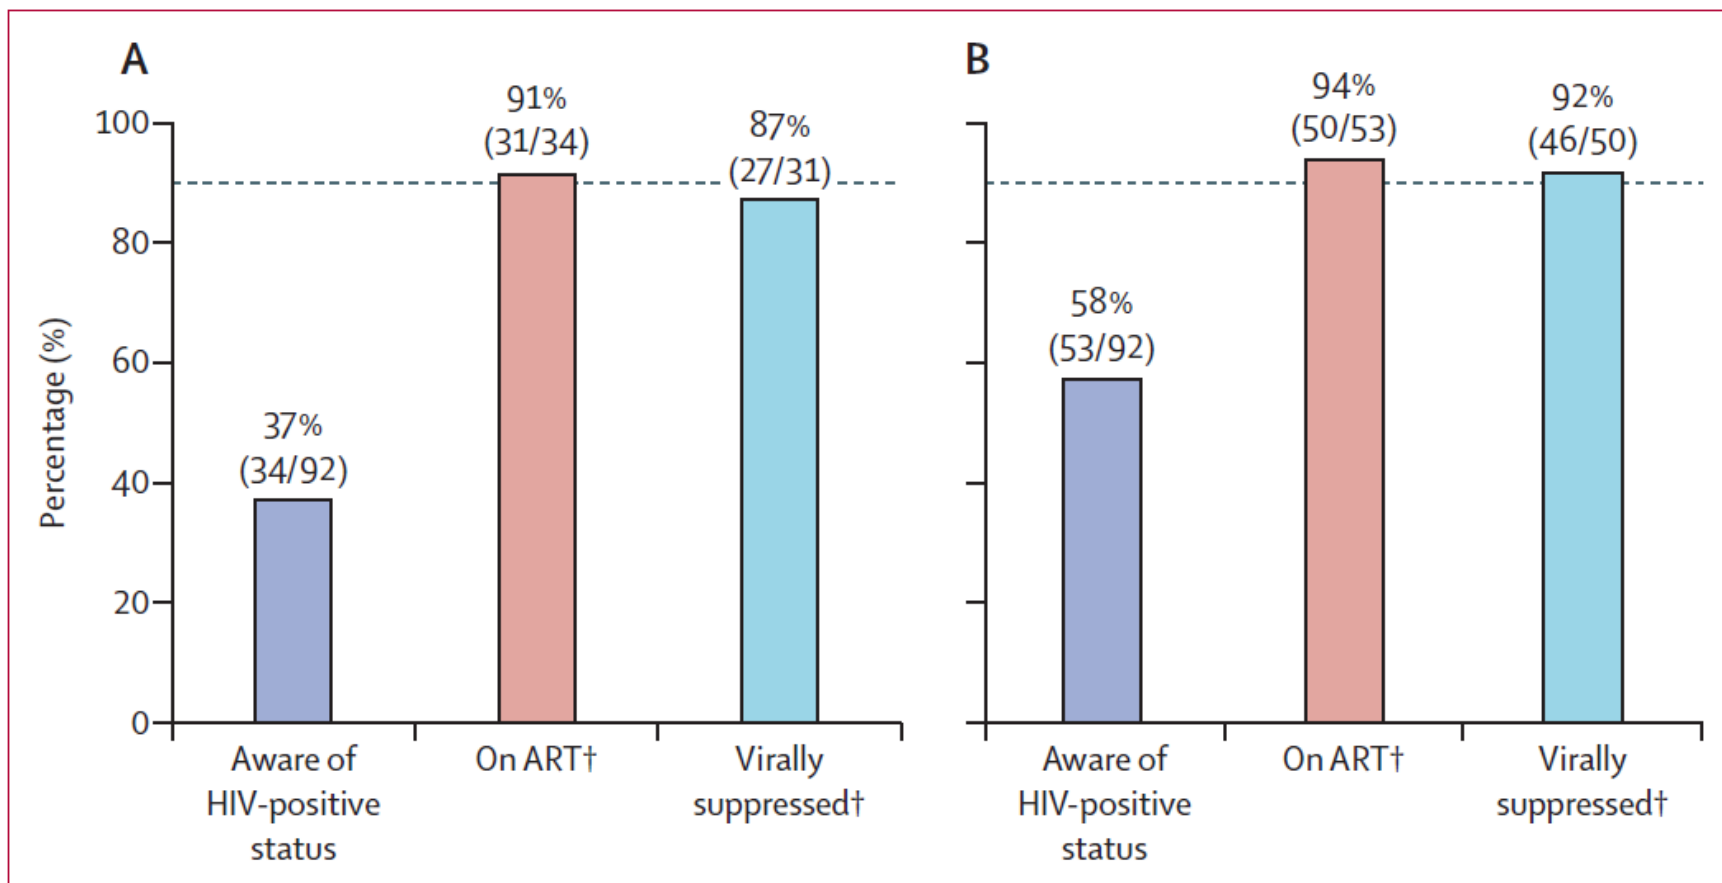 A
Percentage (%)
100
80
60
40
20
0
37%
(34/92)
91%
(31/34)
87%
(27/31)
Aware of
HIV-positive
status
On ART†
Virally
suppressed†
B
58%
(53/92)
94%
(50/53)
92%
(46/50)
Aware of
HIV-positive
status
On ART†
Virally
suppressed†